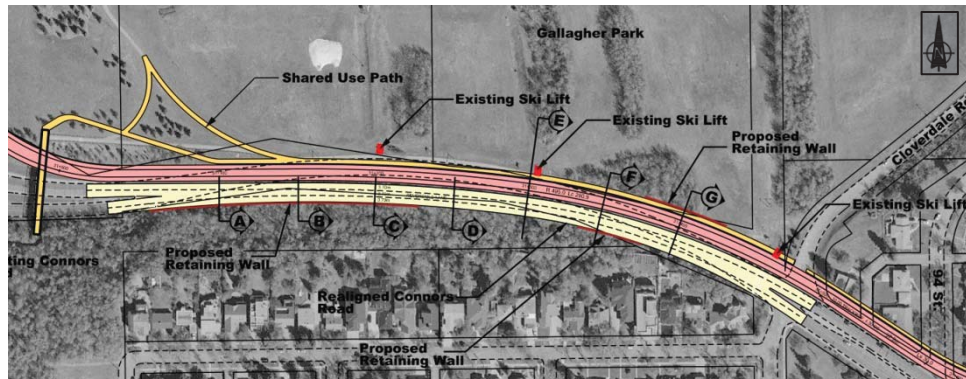 Gallagher Park
Shared Use Path
Existing Ski Lift
E
Existing Ski Lift
Proposed
Retaining Wall
Cloverdale Ro
F
G
Existing Ski Lift
A
B
C
D
Proposed
Retaining Wall
ting Connors
Realigned Connors
Road
Proposed
Retaining Wall
94 ST.